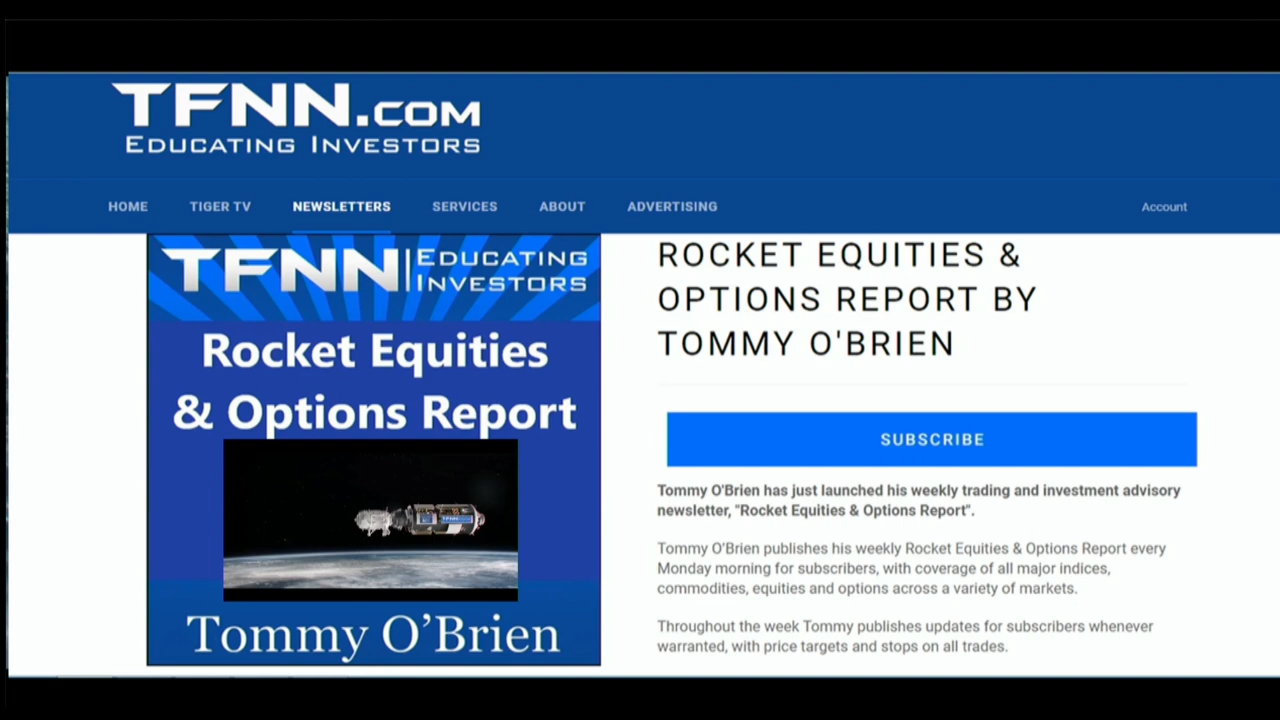 TFNN.COM
EDUCATING INVESTORS
HOME TIGER TV NEWSLETTERS SERVICES ABOUT ADVERTISING Account
TFNN EDUCATING
INVESTORS
Rocket Equities
& Options Report
TFNN
Tommy O’Brien
ROCKET EQUITIES &
OPTIONS REPORT BY
TOMMY O'BRIEN
SUBSCRIBE
Tommy O'Brien has just launched his weekly trading and investment advisory
newsletter, "Rocket Equities & Options Report".
Tommy O’Brien publishes his weekly Rocket Equities & Options Report every
Monday morning for subscribers, with coverage of all major indices,
commodities, equities and options across a variety of markets.
Throughout the week Tommy publishes updates for subscribers whenever
warranted, with price targets and stops on all trades.